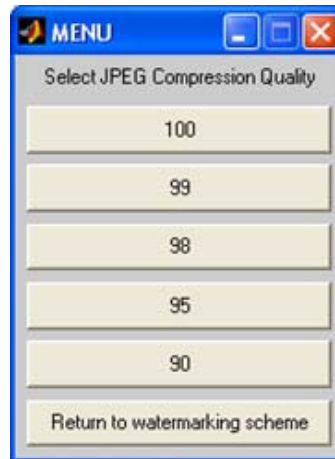 MENU
Select JPEG Compression Quality
100
99
98
95
90
Return to watermarking scheme